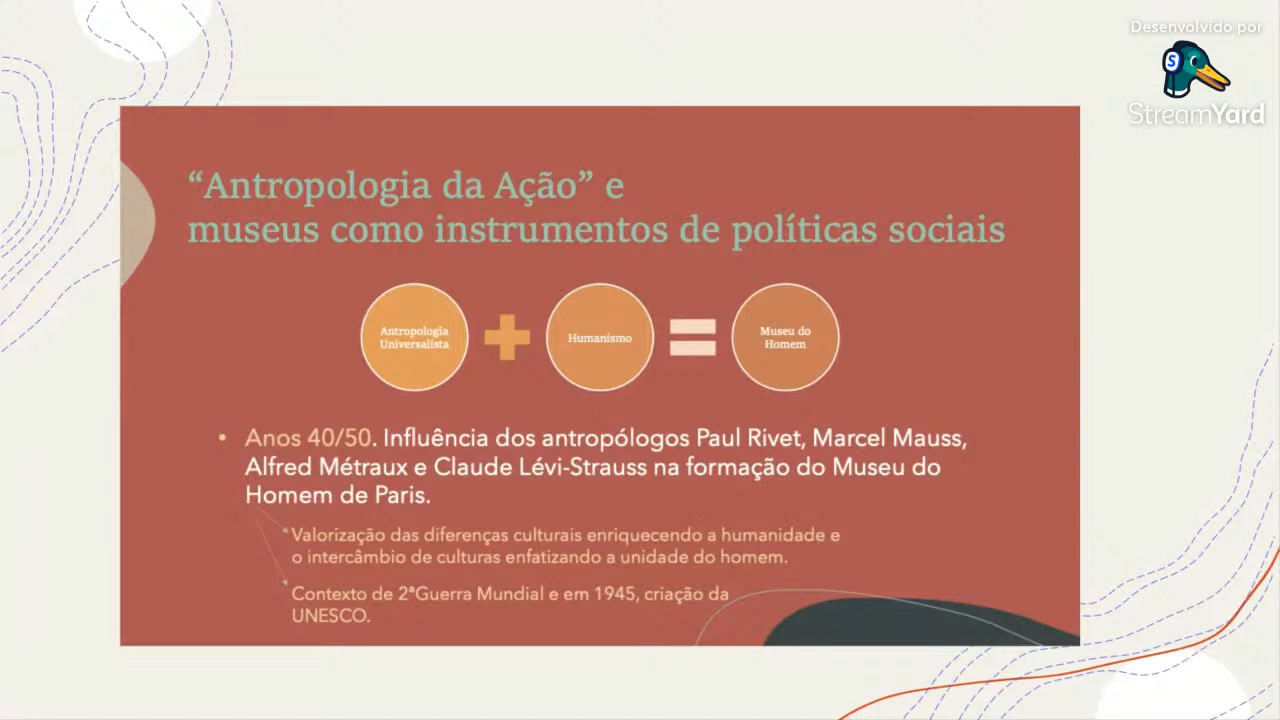 Desenvolvido por
StreamYard
“Antropologia da Ação” e
museus como instrumentos de políticas sociais
Antropologia
Universalista
Humanismo
Museu do
Homem
• Anos 40/50. Influência dos antropólogos Paul Rivet, Marcel Mauss,
Alfred Métraux e Claude Lévi-Strauss na formação do Museu do
Homem de Paris.
Valorização das diferenças culturais enriquecendo a humanidade e
o intercâmbio de culturas enfatizando a unidade do homem.
Contexto de 2ªGuerra Mundial e em 1945, criação da
UNESCO.